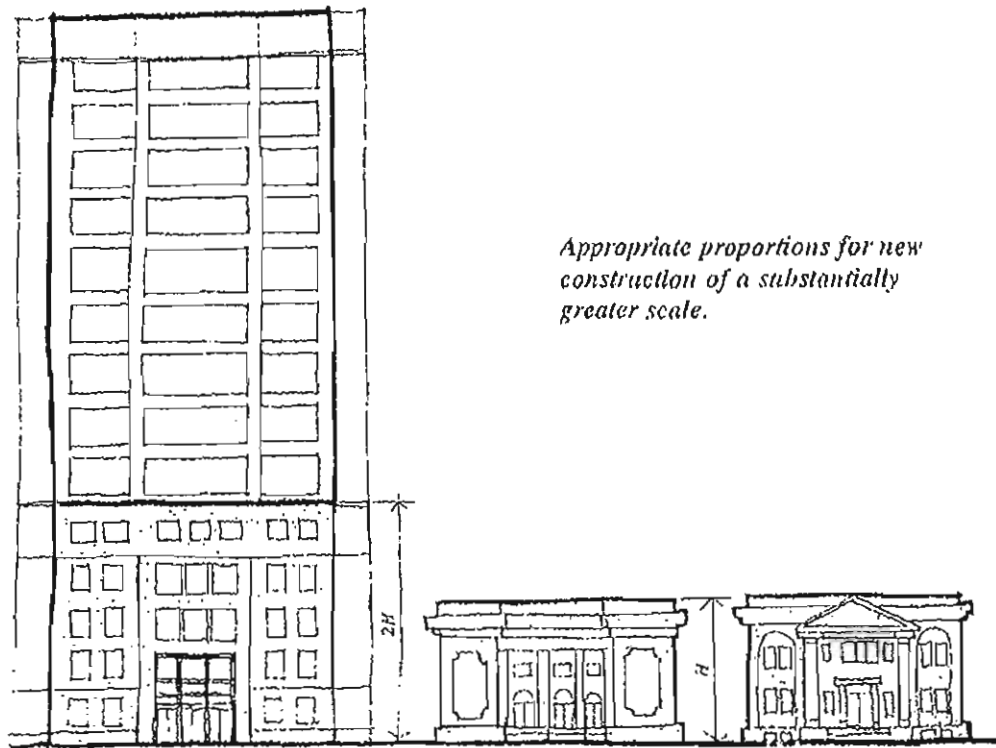 Appropriate proportions for new
construction of a substantially
greater scale.
2H
H